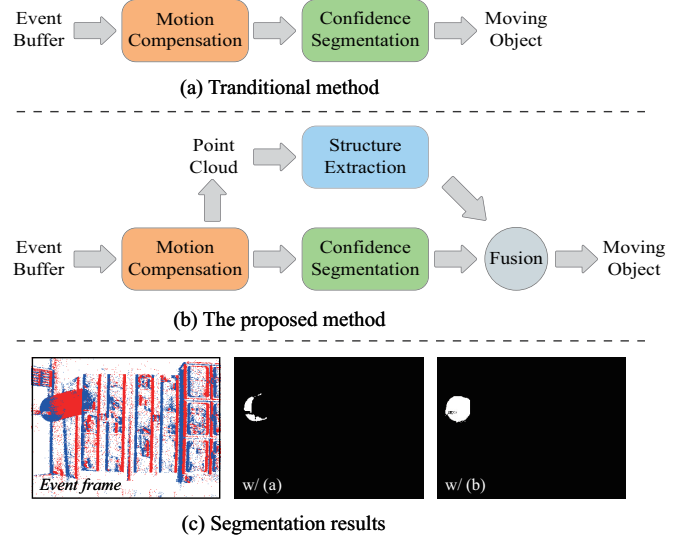 Event
Buffer
Motion
Compensation
Confidence
Segmentation
Moving
Object
(a) Tranditional method
Point
Cloud
Structure
Extraction
Event
Buffer
Motion
Compensation
Confidence
Segmentation
Fusion
Moving
Object
(b) The proposed method
Event frame
w/ (a)
w/ (b)
(c) Segmentation results